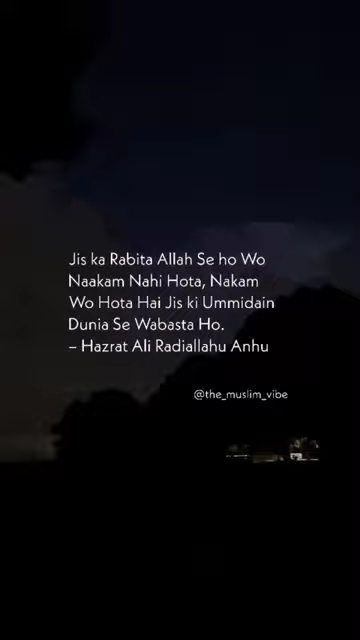 Jis ka Rabita Allah Se ho Wo
Naakam Nahi Hota, Nakam
Wo Hota Hai Jis ki Ummidain
Dunia Se Wabasta Ho.
– Hazrat Ali Radiallahu Anhu
@the_muslim_vibe